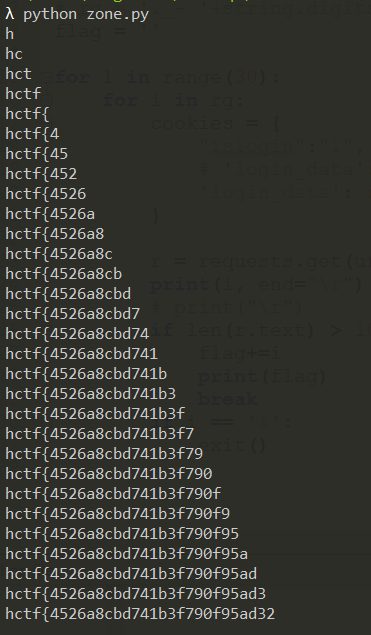 λ python zone.py
h
hc
hct
hctf
hctf{
hctf{4
hctf{45
hctf{452
hctf{4526
hctf{4526a
hctf{4526a8
hctf{4526a8c
hctf{4526a8cb
hctf{4526a8cbd
hctf{4526a8cbd7
hctf{4526a8cbd74
hctf{4526a8cbd741
hctf{4526a8cbd741b
hctf{4526a8cbd741b3
hctf{4526a8cbd741b3f
hctf{4526a8cbd741b3f7
hctf{4526a8cbd741b3f79
hctf{4526a8cbd741b3f790
hctf{4526a8cbd741b3f790f
hctf{4526a8cbd741b3f790f9
hctf{4526a8cbd741b3f790f95
hctf{4526a8cbd741b3f790f95a
hctf{4526a8cbd741b3f790f95ad
hctf{4526a8cbd741b3f790f95ad3
hctf{4526a8cbd741b3f790f95ad32